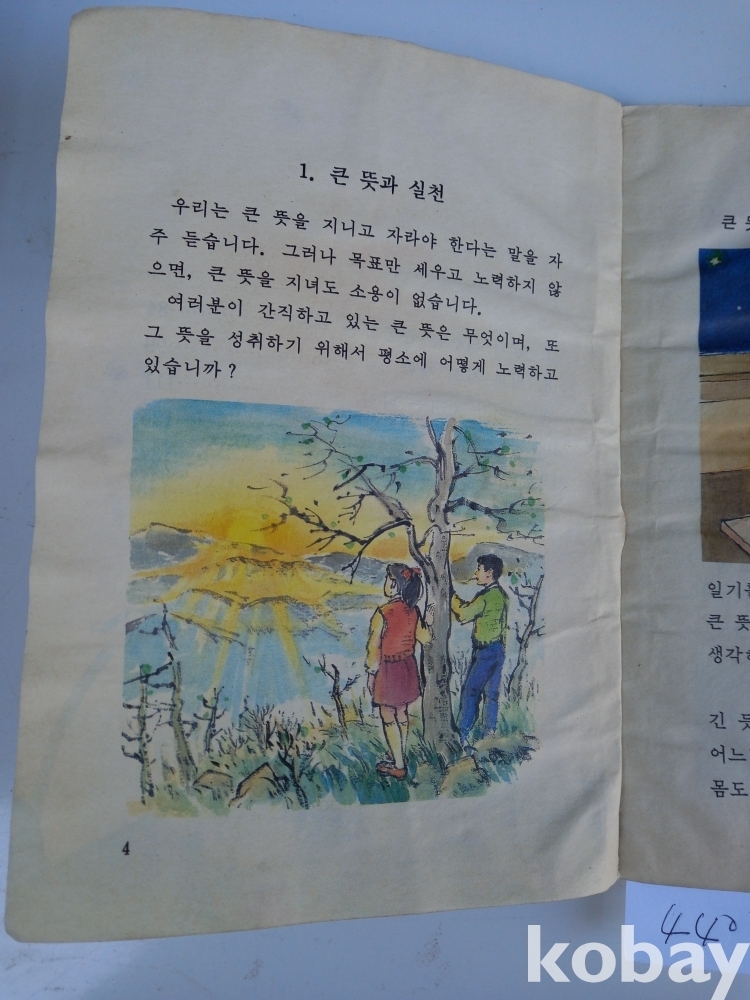 1. 큰 뜻과 실천
우리는 큰 뜻을 지니고 자라야 한다는 말을 자
주 듣습니다. 그러나 목표만 세우고 노력하지 않
으면, 큰 뜻을 지녀도 소용이 없습니다.
여러분이 간직하고 있는 큰 뜻은 무엇이며, 또
그 뜻을 성취하기 위해서 평소에 어떻게 노력하고
있습니까?
4
큰
일기
큰 뜻
생각
긴 뜻
어느
몸도
440
kobay